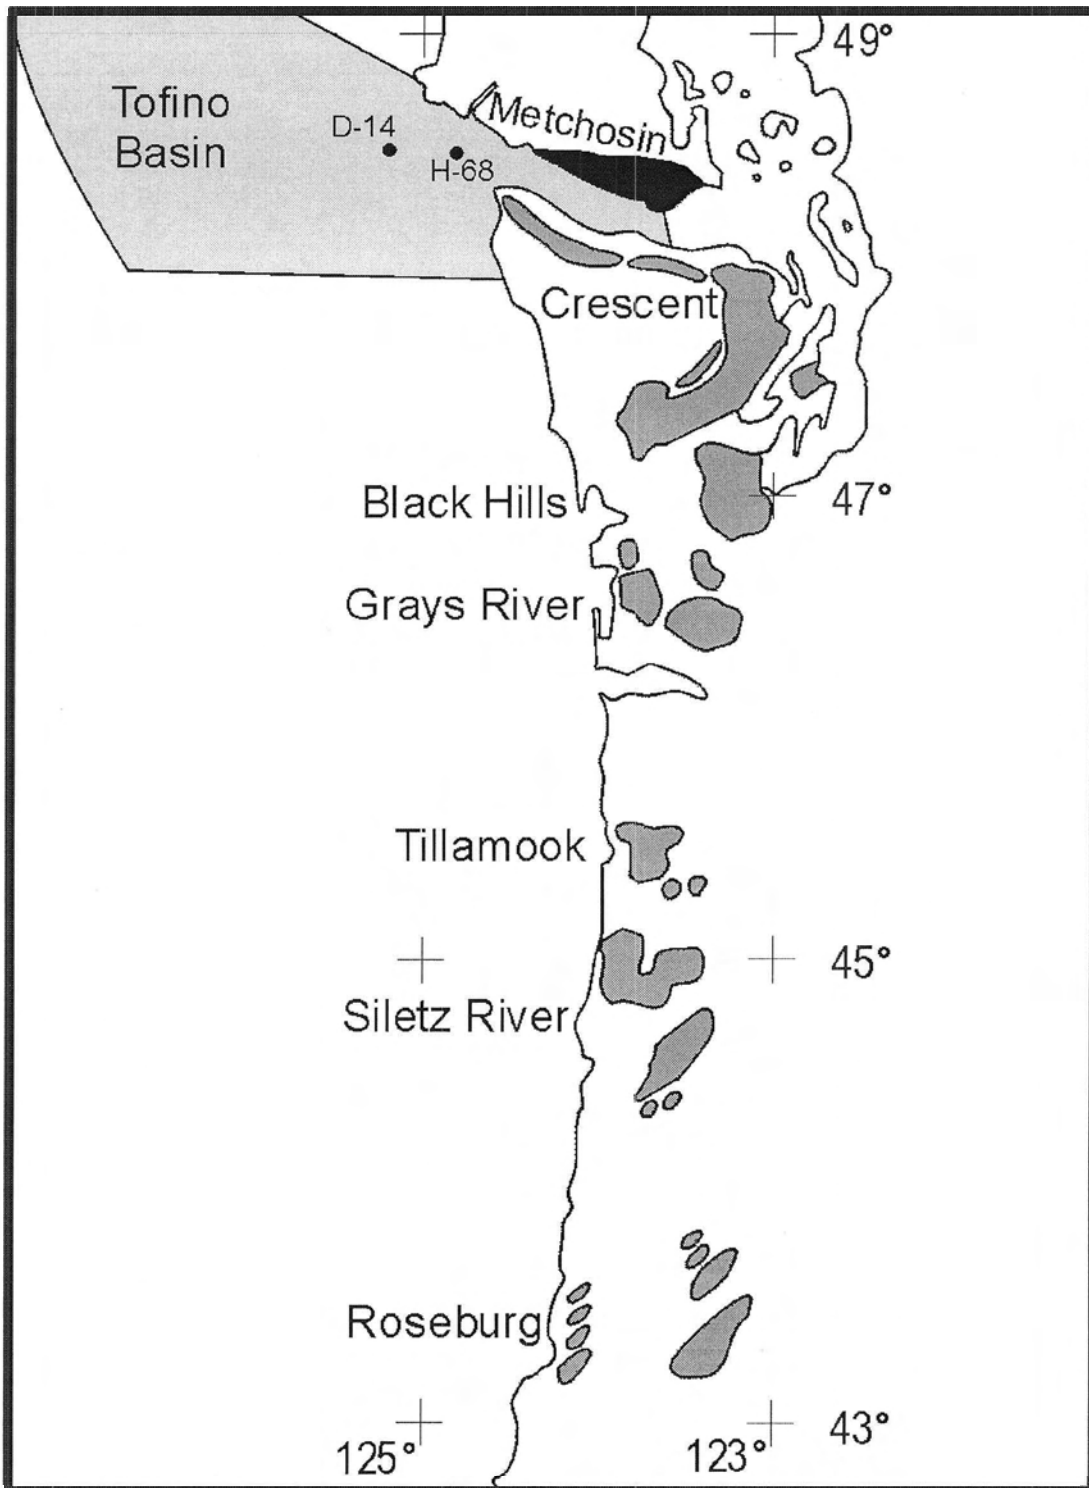 49°
Tofino
Basin
D-14
H-68
Metchosin
Crescent
Black Hills
47°
Grays River
Tillamook
45°
Siletz River
Roseburg
43°
125°
123°